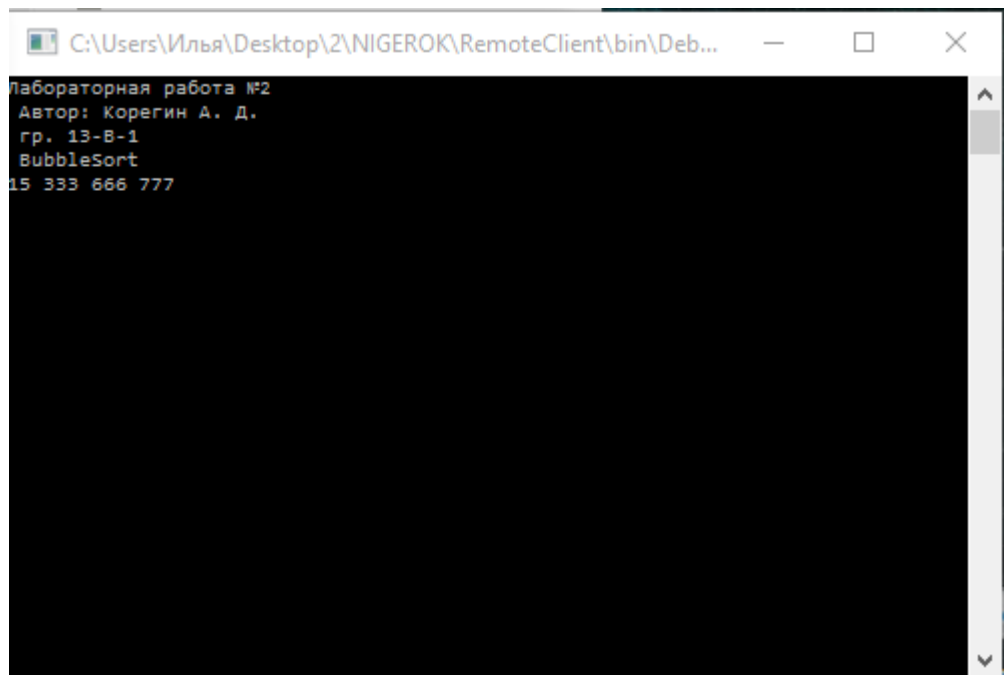 C:\Users\Илья\Desktop\2\NIGEROK\RemoteClient\bin\Deb...
Лабораторная работа №2
Автор: Корегин А. Д.
гр. 13-В-1
BubbleSort
15 333 666 777